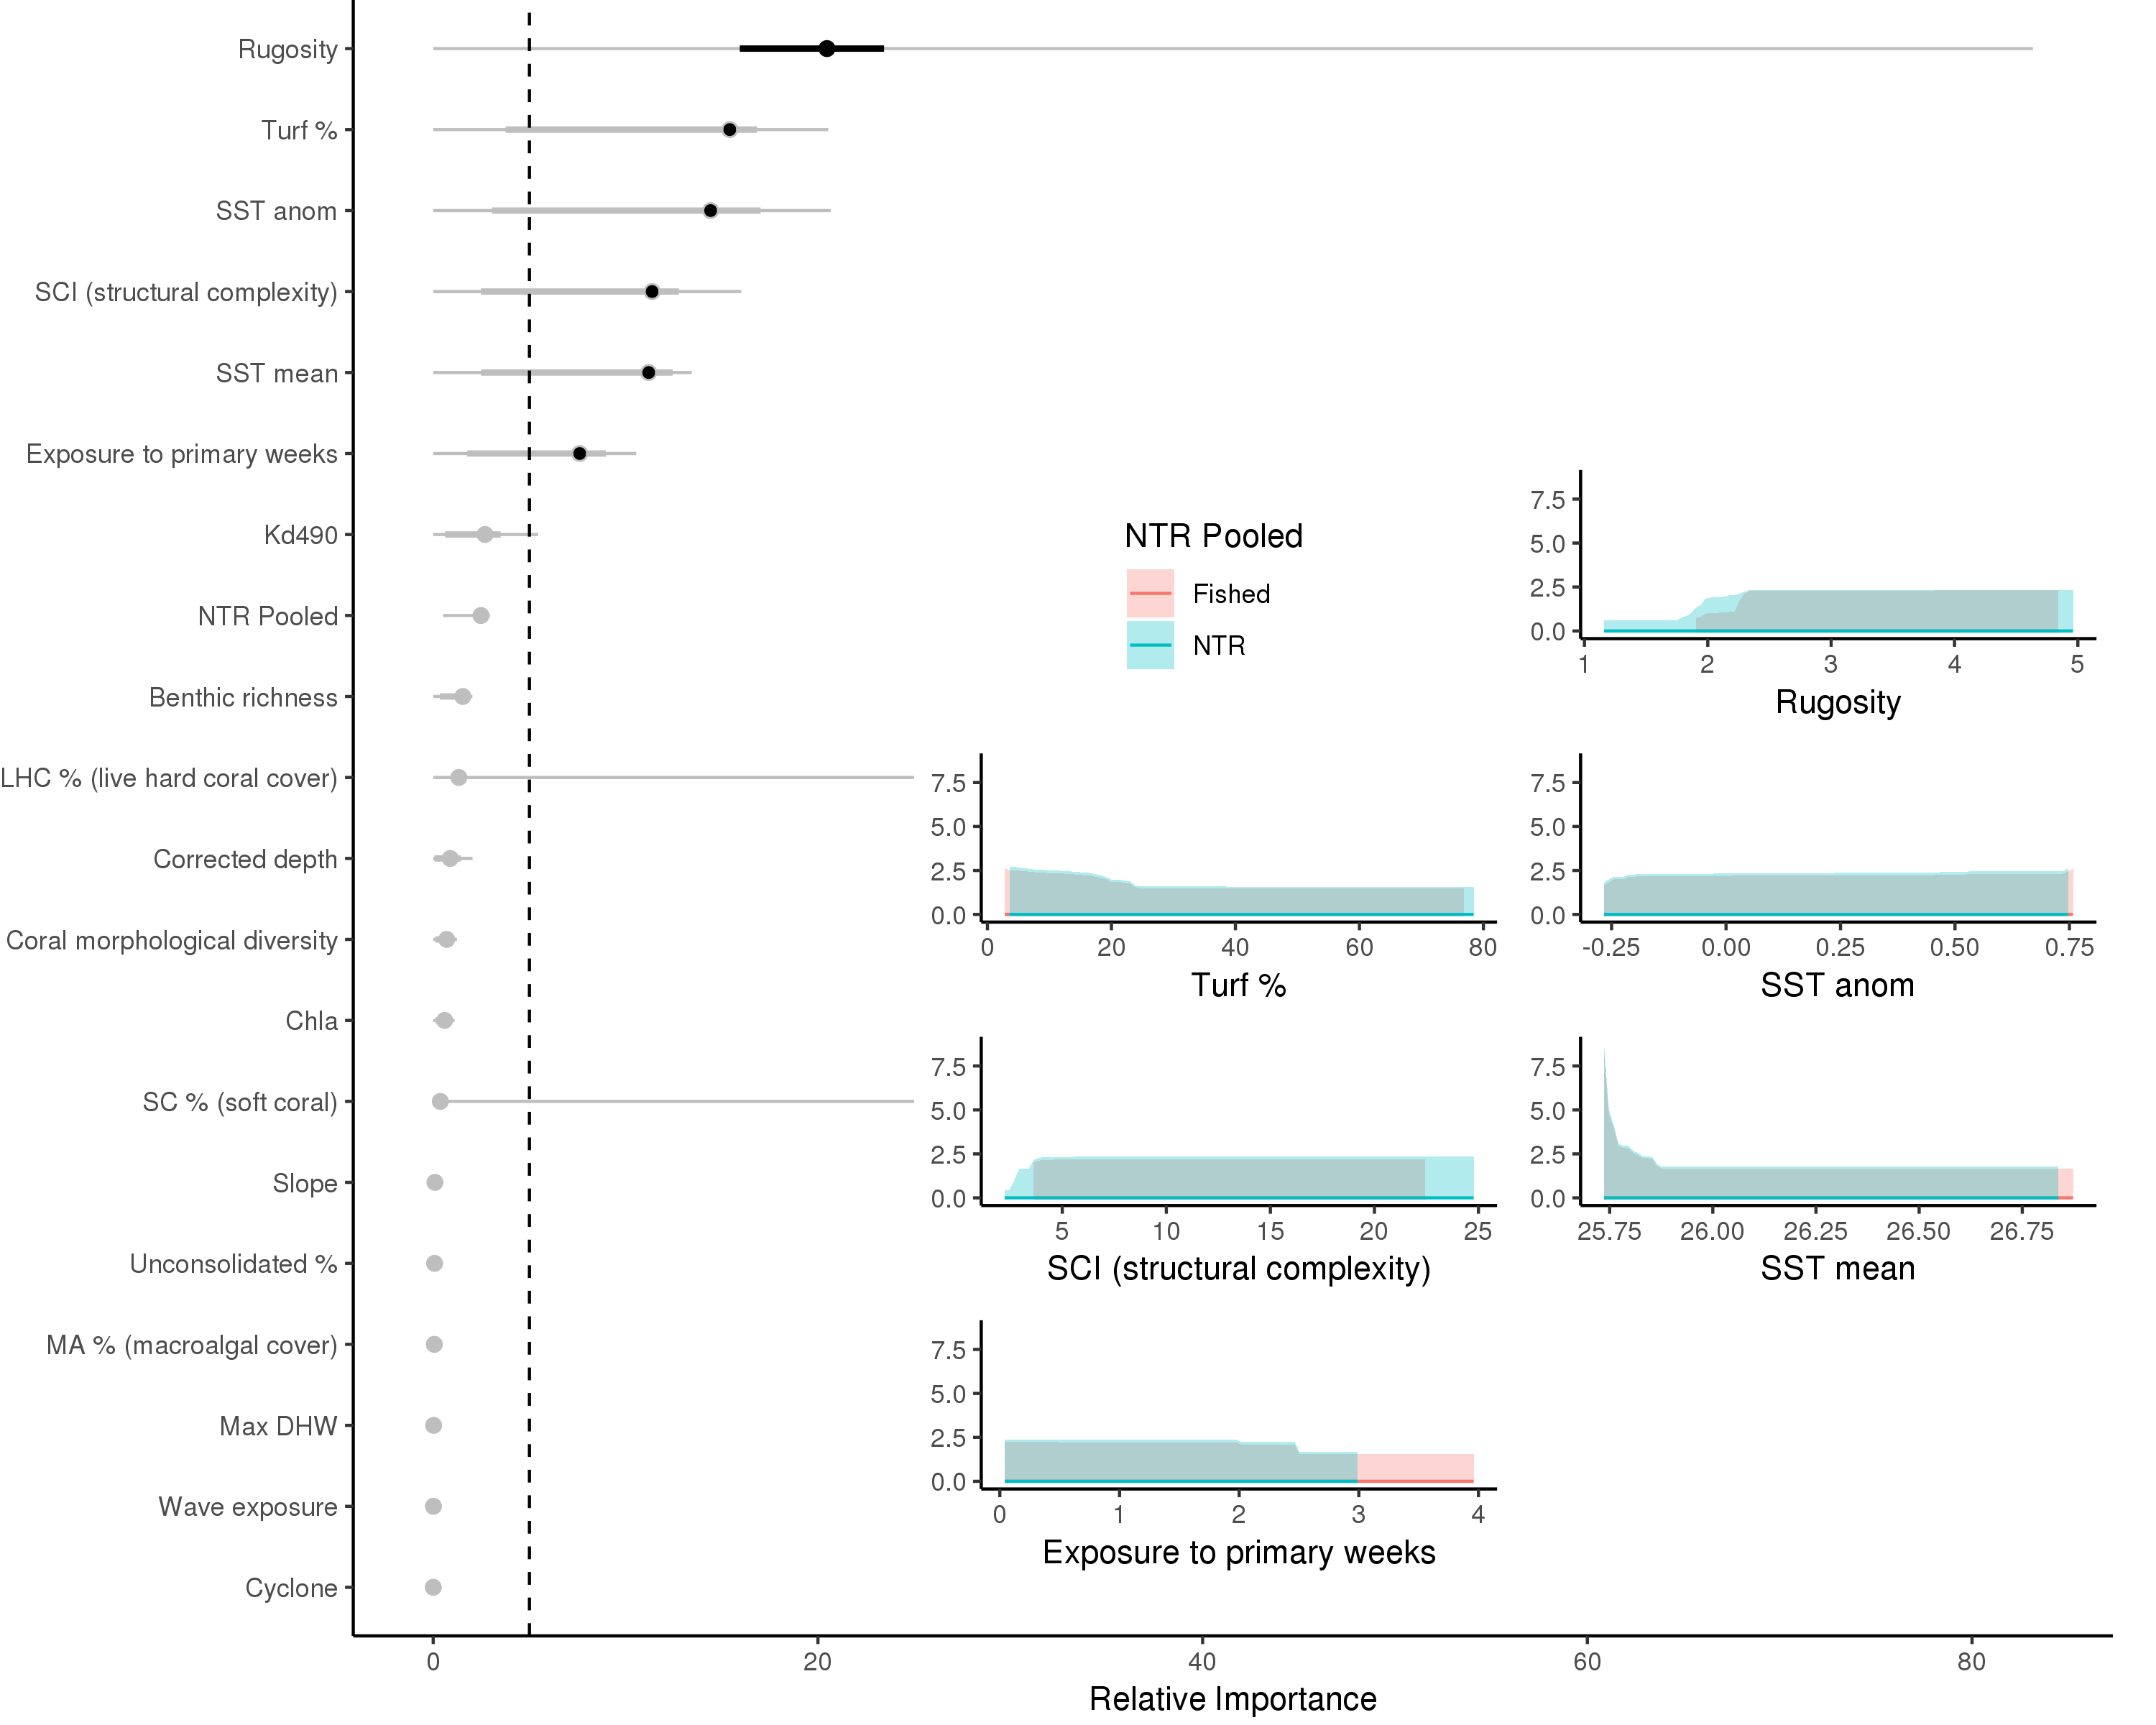 Rugosity
Turf %
SST anom
SCI (structural complexity)
SST mean
Exposure to primary weeks
Kd490
NTR Pooled
Benthic richness
LHC % (live hard coral cover)
Corrected depth
Coral morphological diversity
Chla
SC % (soft coral)
Slope
Unconsolidated %
MA % (macroalgal cover)
Max DHW
Wave exposure
Cyclone
0 20 40 60 80
Relative Importance
NTR Pooled
Fished
NTR
7.5
5.0
2.5
0.0
1 2 3 4 5
Rugosity
7.5
5.0
2.5
0.0
0 20 40 60 80
Turf %
7.5
5.0
2.5
0.0
-0.25 0.00 0.25 0.50 0.75
SST anom
7.5
5.0
2.5
0.0
5 10 15 20 25
SCI (structural complexity)
7.5
5.0
2.5
0.0
25.75 26.00 26.25 26.50 26.75
SST mean
7.5
5.0
2.5
0.0
0 1 2 3 4
Exposure to primary weeks